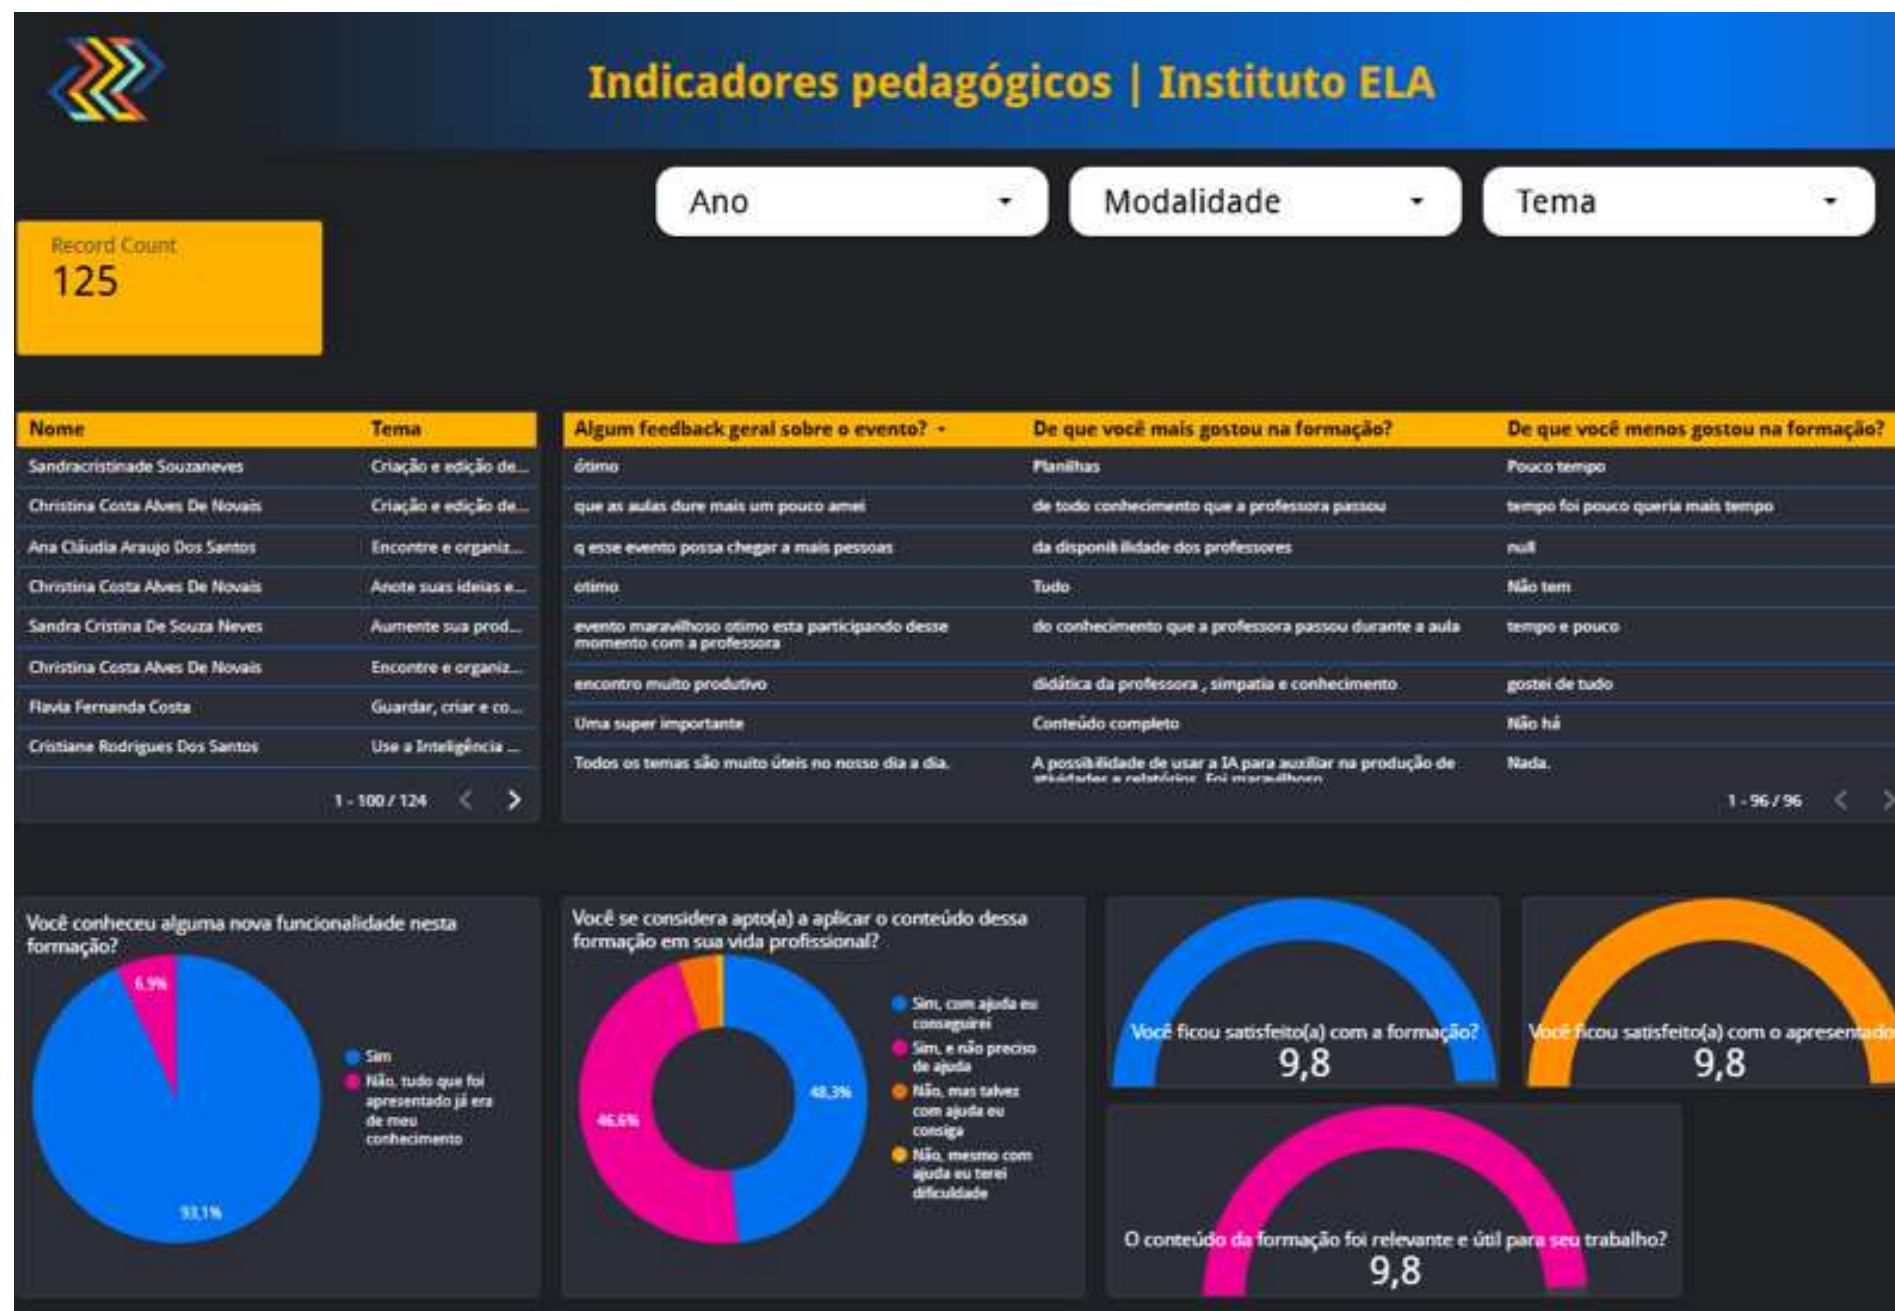 Indicadores pedagógicos | Instituto ELA
Ano
Modalidade
Tema
Record Count
125
Nome Tema
Sandracristinade Souzaneves Criação e edição de...
Christina Costa Alves De Novais Criação e edição de...
Ana Cláudia Araujo Dos Santos Encontre e organiz...
Christina Costa Alves De Novais Anote suas ideias e...
Sandra Cristina De Souza Neves Aumente sua prod...
Christina Costa Alves De Novais Encontre e organiz...
Flavia Fernanda Costa Guardar, criar e co...
Cristiane Rodrigues Dos Santos Use a Inteligência ...
1 - 100 / 124
Algum feedback geral sobre o evento? De que você mais gostou na formação? De que você menos gostou na formação?
ótimo Planilhas Pouco tempo
que as aulas dure mais um pouco amei de todo conhecimento que a professora passou tempo foi pouco queria mais tempo
q esse evento possa chegar a mais pessoas da disponibilidade dos professores null
otimo Tudo Não tem
evento maravilhoso otimo esta participando desse do conhecimento que a professora passou durante a aula tempo e pouco
momento com a professora
encontro muito produtivo didática da professora , simpatia e conhecimento gostei de tudo
Uma super importante Conteúdo completo Não há
Todos os temas são muito úteis no nosso dia a dia. A possibilidade de usar a IA para auxiliar na produção de Nada.
atividades e relatórios. Foi maravilhoso
1 - 96 / 96
Você conheceu alguma nova funcionalidade nesta
formação?
6,9%
93,1%
Sim
Não, tudo que foi
apresentado já era
de meu
conhecimento
Você se considera apto(a) a aplicar o conteúdo dessa
formação em sua vida profissional?
48,3%
46,6%
Sim, com ajuda eu
conseguirei
Sim, e não preciso
de ajuda
Não, mas talvez
com ajuda eu
consiga
Não, mesmo com
ajuda eu terei
dificuldade
Você ficou satisfeito(a) com a formação?
9,8
Você ficou satisfeito(a) com o apresentado
9,8
O conteúdo da formação foi relevante e útil para seu trabalho?
9,8